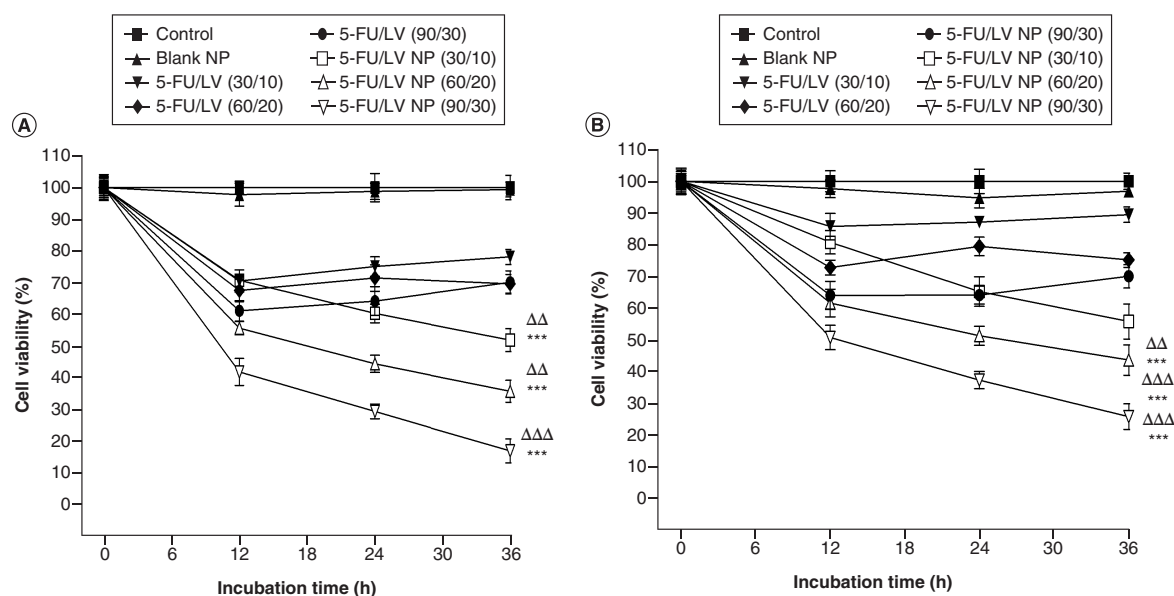 Control
Blank NP
5-FU/LV (30/10)
5-FU/LV (60/20)
5-FU/LV (90/30)
5-FU/LV NP (30/10)
5-FU/LV NP (60/20)
5-FU/LV NP (90/30)
A
Cell viability (%)
110
100
90
80
70
60
50
40
30
20
10
0
ΔΔ
***
ΔΔ
***
ΔΔΔ
***
0 6 12 24 30 36
Incubation time (h)
Control
Blank NP
5-FU/LV (30/10)
5-FU/LV (60/20)
5-FU/LV NP (90/30)
5-FU/LV NP (30/10)
5-FU/LV NP (60/20)
5-FU/LV NP (90/30)
B
Cell viability (%)
110
100
90
80
70
60
50
40
30
20
10
0
ΔΔ
***
ΔΔΔ
***
ΔΔΔ
***
0 6 12 24 30 36
Incubation time (h)